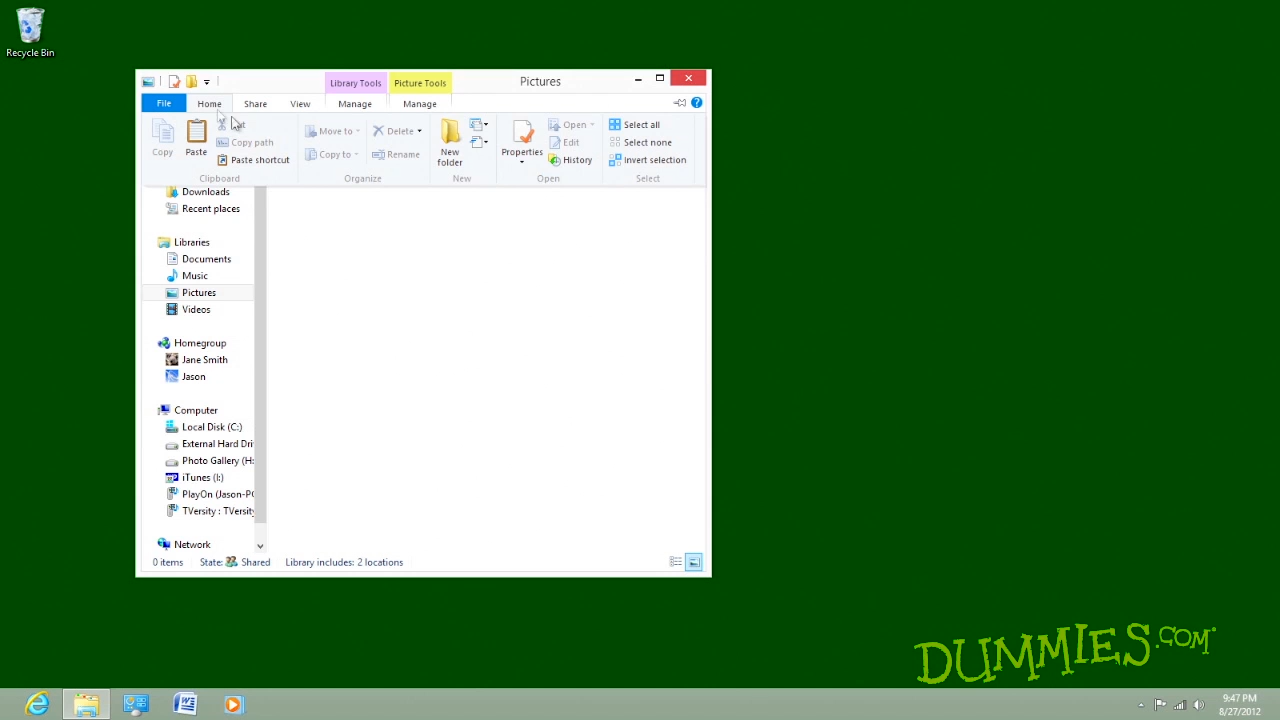 Recycle Bin
Library Tools
Picture Tools
Pictures
File
Home
Share
View
Manage
Manage
Copy
Paste
Copy path
Paste shortcut
Clipboard
Move to
Copy to
Delete
Rename
Organize
New
folder
New
Properties
Open
Edit
History
Open
Select all
Select none
Invert selection
Select
Downloads
Recent places
Libraries
Documents
Music
Pictures
Videos
Homegroup
Jane Smith
Jason
Computer
Local Disk (C:)
External Hard Dri
Photo Gallery (H:
iTunes (I:)
PlayOn (Jason-PC
TVersity : TVersity
Network
0 items
State: Shared
Library includes: 2 locations
DUMMIES.COM
9:47 PM
8/27/2012